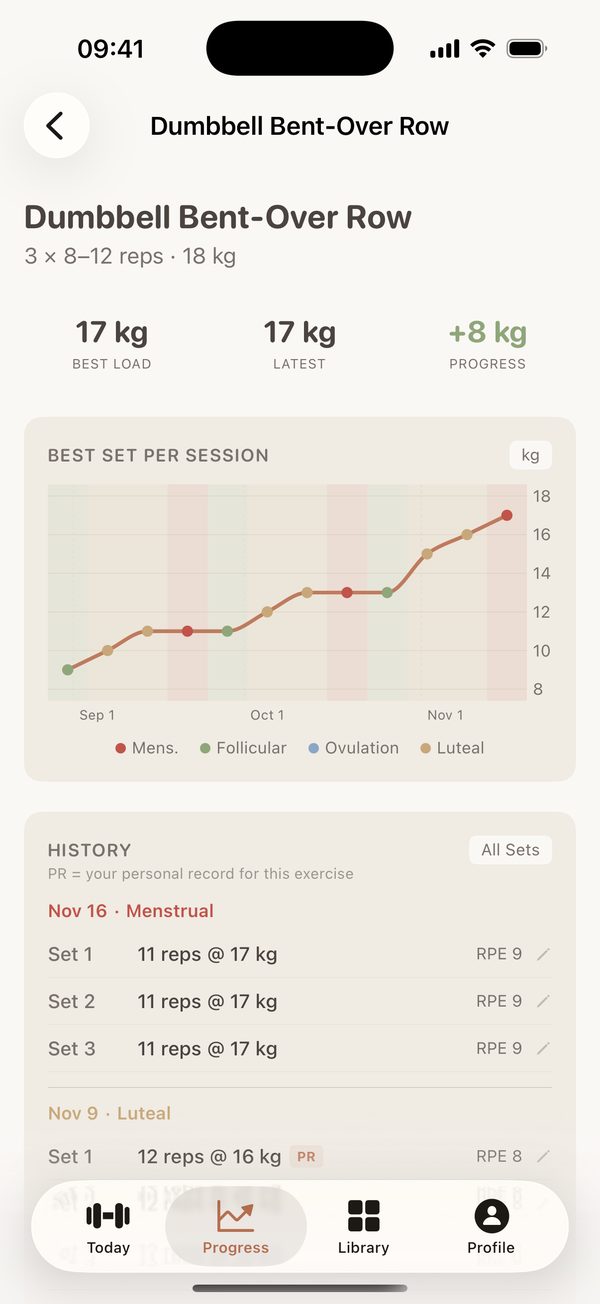 09:41
Dumbbell Bent-Over Row
Dumbbell Bent-Over Row
3 × 8–12 reps · 18 kg
17 kg 17 kg +8 kg
BEST LOAD LATEST PROGRESS
BEST SET PER SESSION kg
18
16
14
12
10
8
Sep 1 Oct 1 Nov 1
Mens. Follicular Ovulation Luteal
HISTORY All Sets
PR = your personal record for this exercise
Nov 16 · Menstrual
Set 1 11 reps @ 17 kg RPE 9
Set 2 11 reps @ 17 kg RPE 9
Set 3 11 reps @ 17 kg RPE 9
Nov 9 · Luteal
Set 1 12 reps @ 16 kg PR RPE 8
Today Progress Library Profile